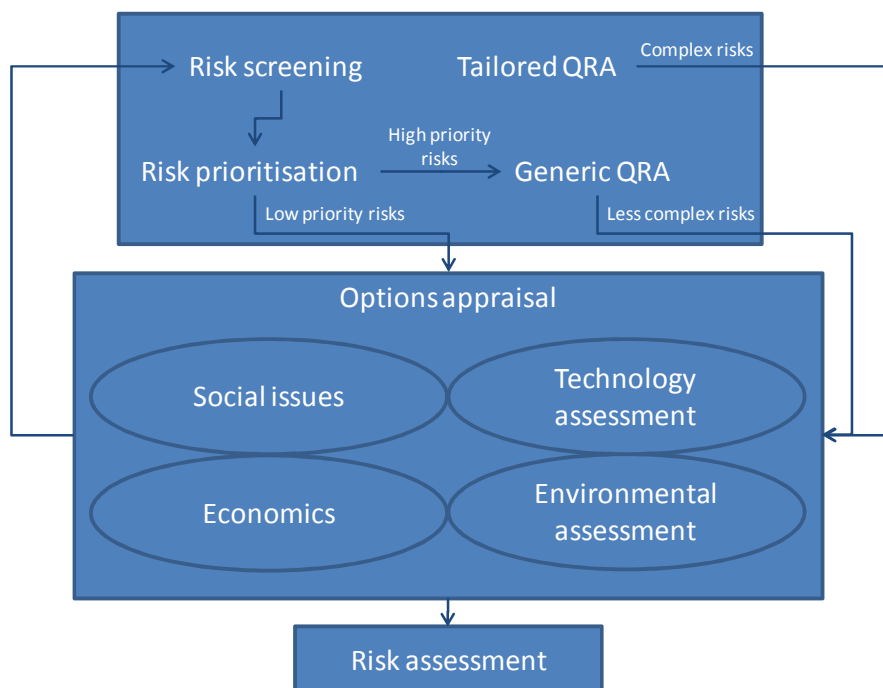 Risk screening
Tailored QRA
Complex risks
High priority
risks
Risk prioritisation
Generic QRA
Low priority risks
Less complex risks
Options appraisal
Social issues
Technology
assessment
Economics
Environmental
assessment
Risk assessment